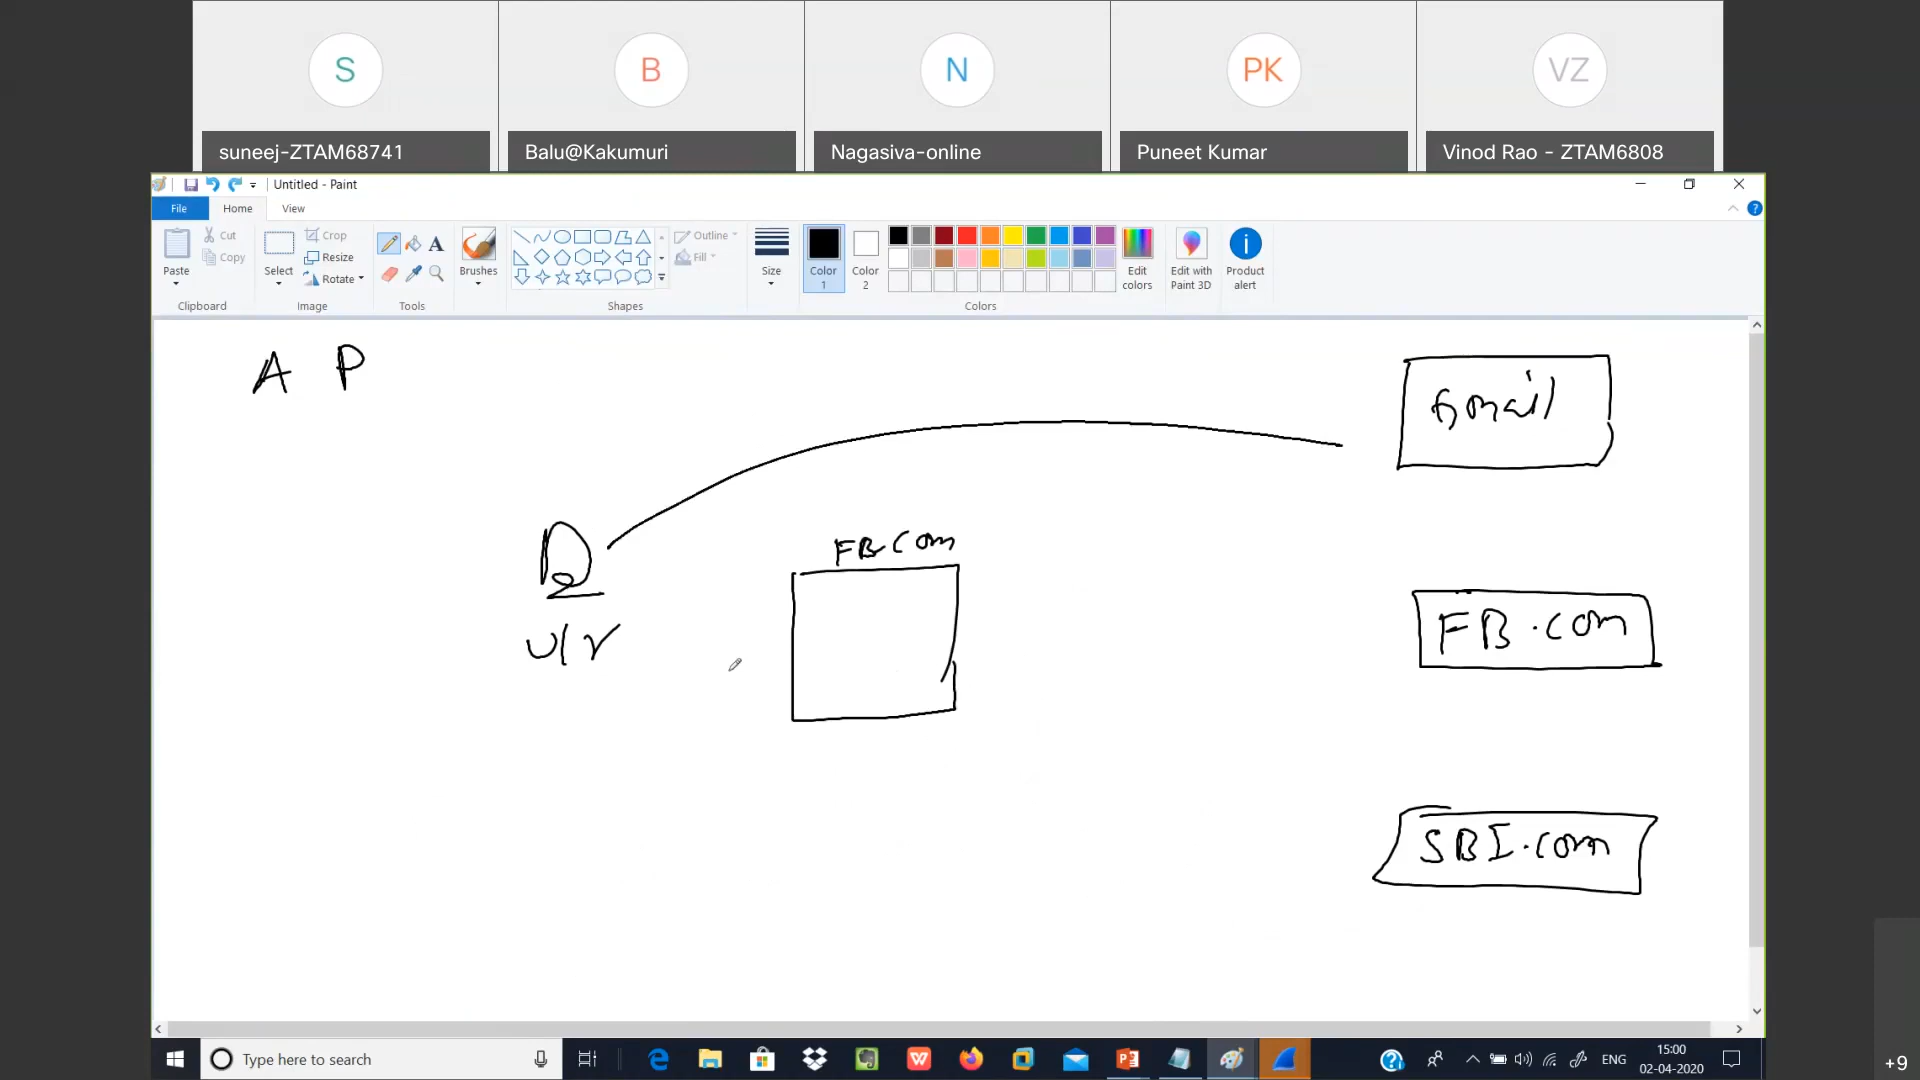 S
B
N
PK
VZ
suneej-ZTAM68741
Balu@Kakumuri
Nagasiva-online
Puneet Kumar
Vinod Rao - ZTAM6808
Untitled - Paint
File
Home
View
Paste
Cut
Copy
Clipboard
Select
Crop
Resize
Rotate
Image
A
Tools
Brushes
Shapes
Outline
Fill
Size
Color 1
Color 2
Edit colors
Colors
Edit with Paint 3D
Product alert
A P
Gmail
FB.com
U/r
FB.com
SBI.com
Type here to search
ENG
15:00
02-04-2020
+9